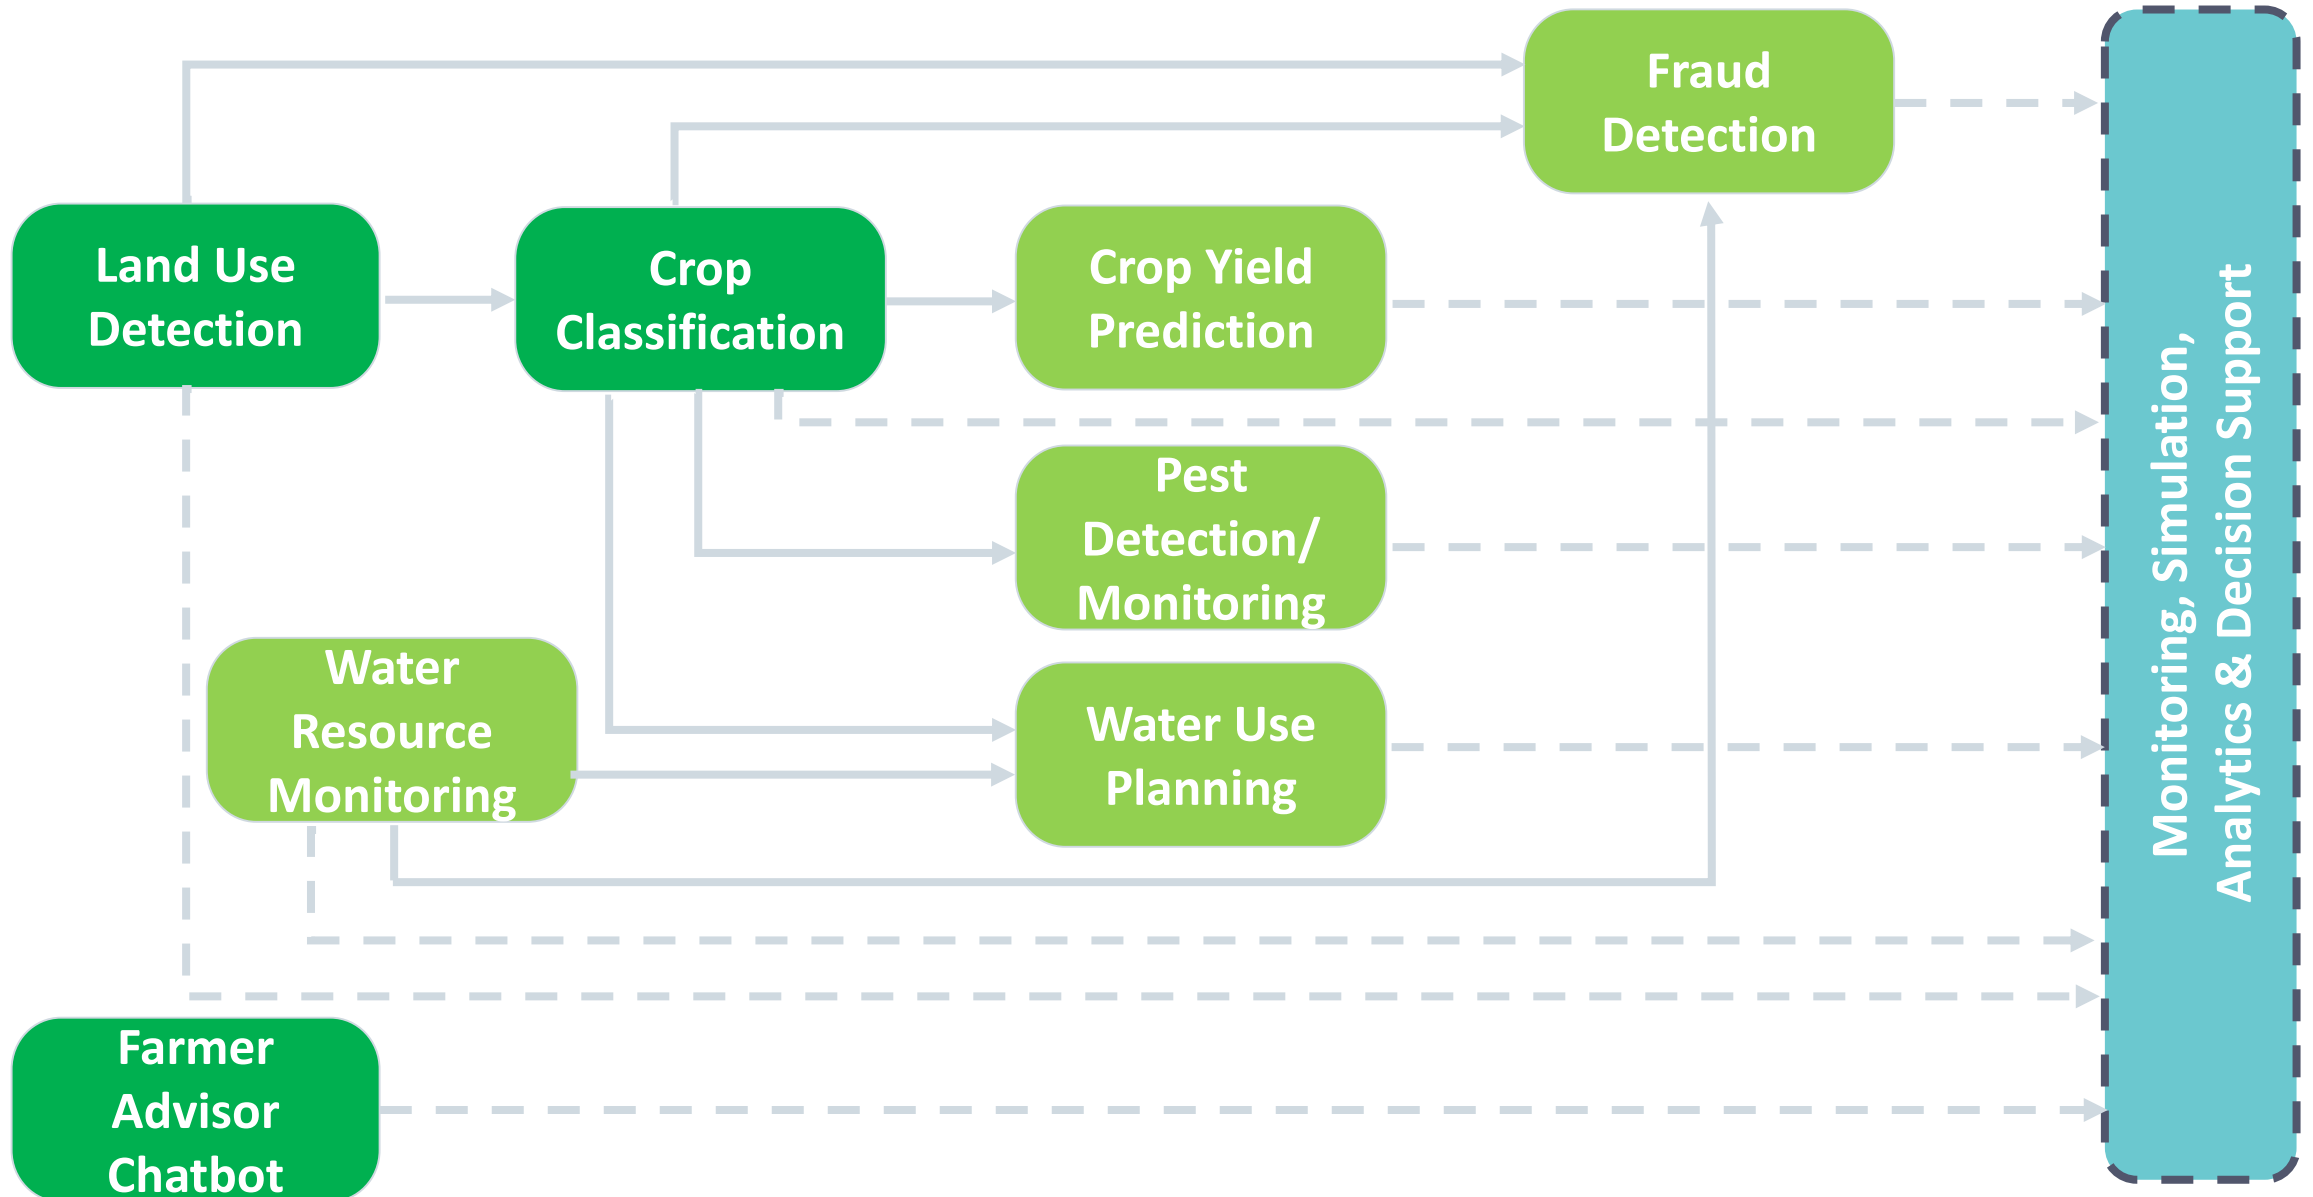 Fraud
Detection
Land Use
Detection
Crop
Classification
Crop Yield
Prediction
Pest
Detection/
Monitoring
Water
Resource
Monitoring
Water Use
Planning
Farmer
Advisor
Chatbot
Monitoring, Simulation,
Analytics & Decision Support